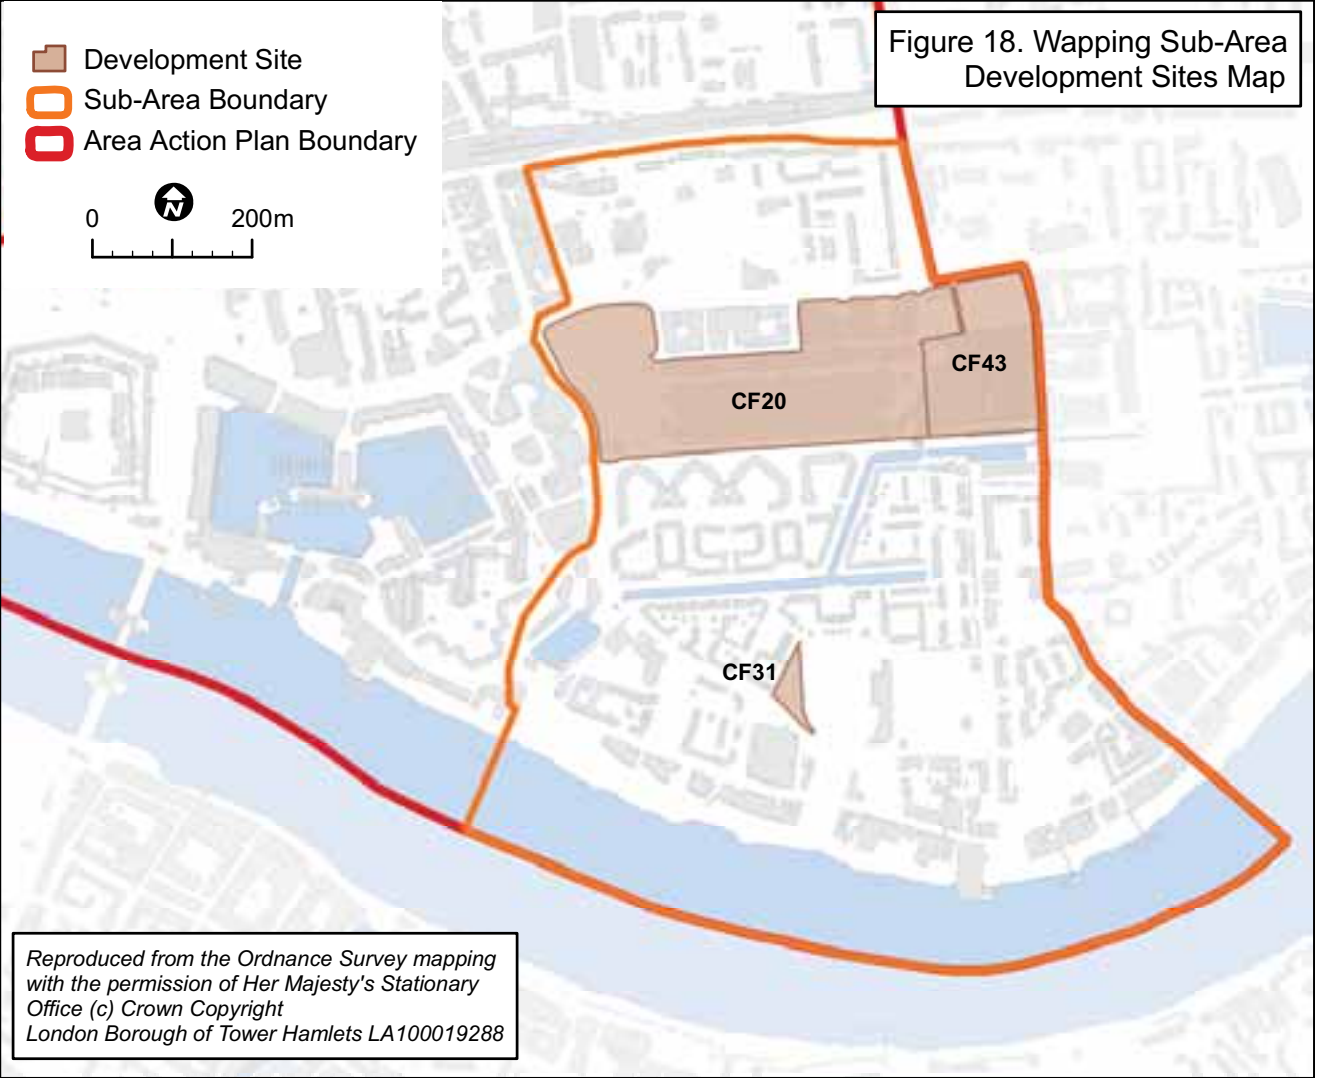 Development Site
Sub-Area Boundary
Area Action Plan Boundary
N
0 200m
Figure 18. Wapping Sub-Area
Development Sites Map
CF43
CF20
CF31
Reproduced from the Ordnance Survey mapping
with the permission of Her Majesty's Stationary
Office (c) Crown Copyright
London Borough of Tower Hamlets LA100019288